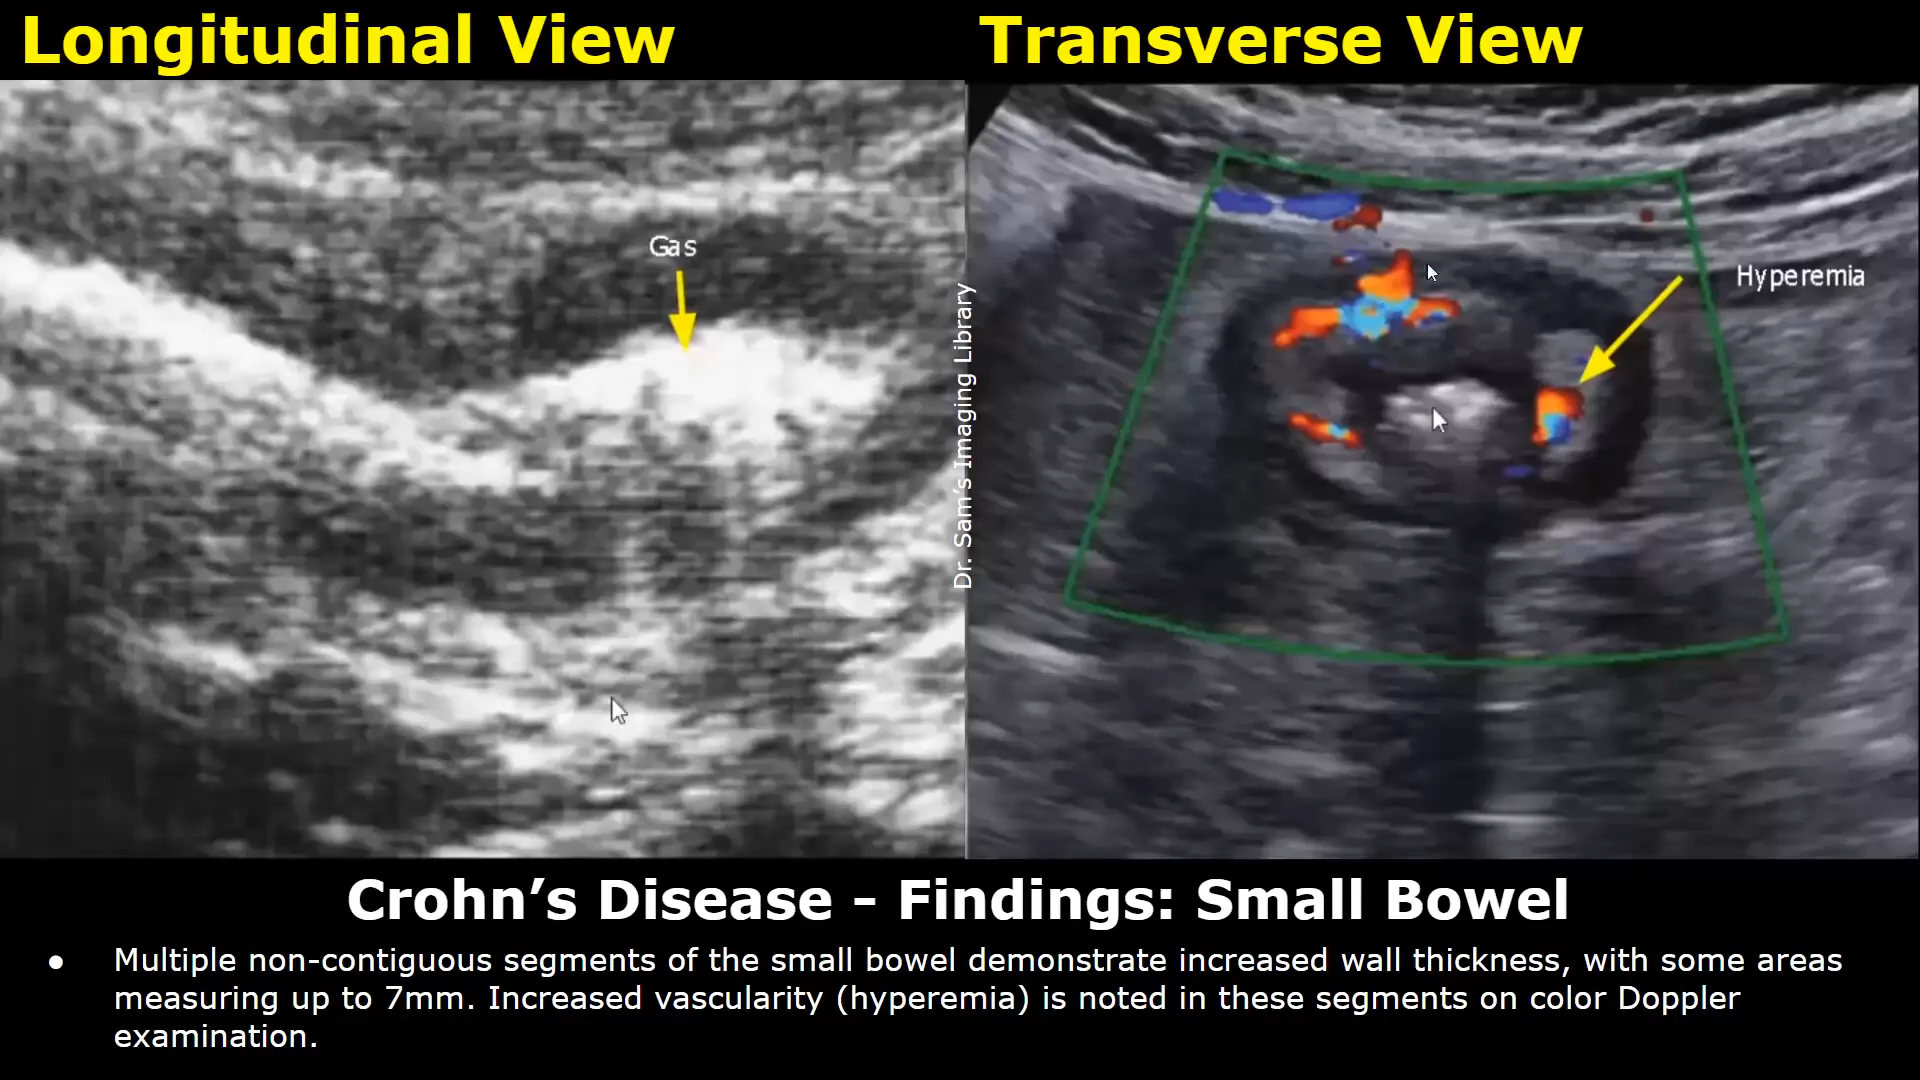 Longitudinal View
Transverse View
Gas
Dr. Sam's Imaging Library
Hyperemia
Crohn’s Disease – Findings: Small Bowel
● Multiple non-contiguous segments of the small bowel demonstrate increased wall thickness, with some areas
measuring up to 7mm. Increased vascularity (hyperemia) is noted in these segments on color Doppler
examination.